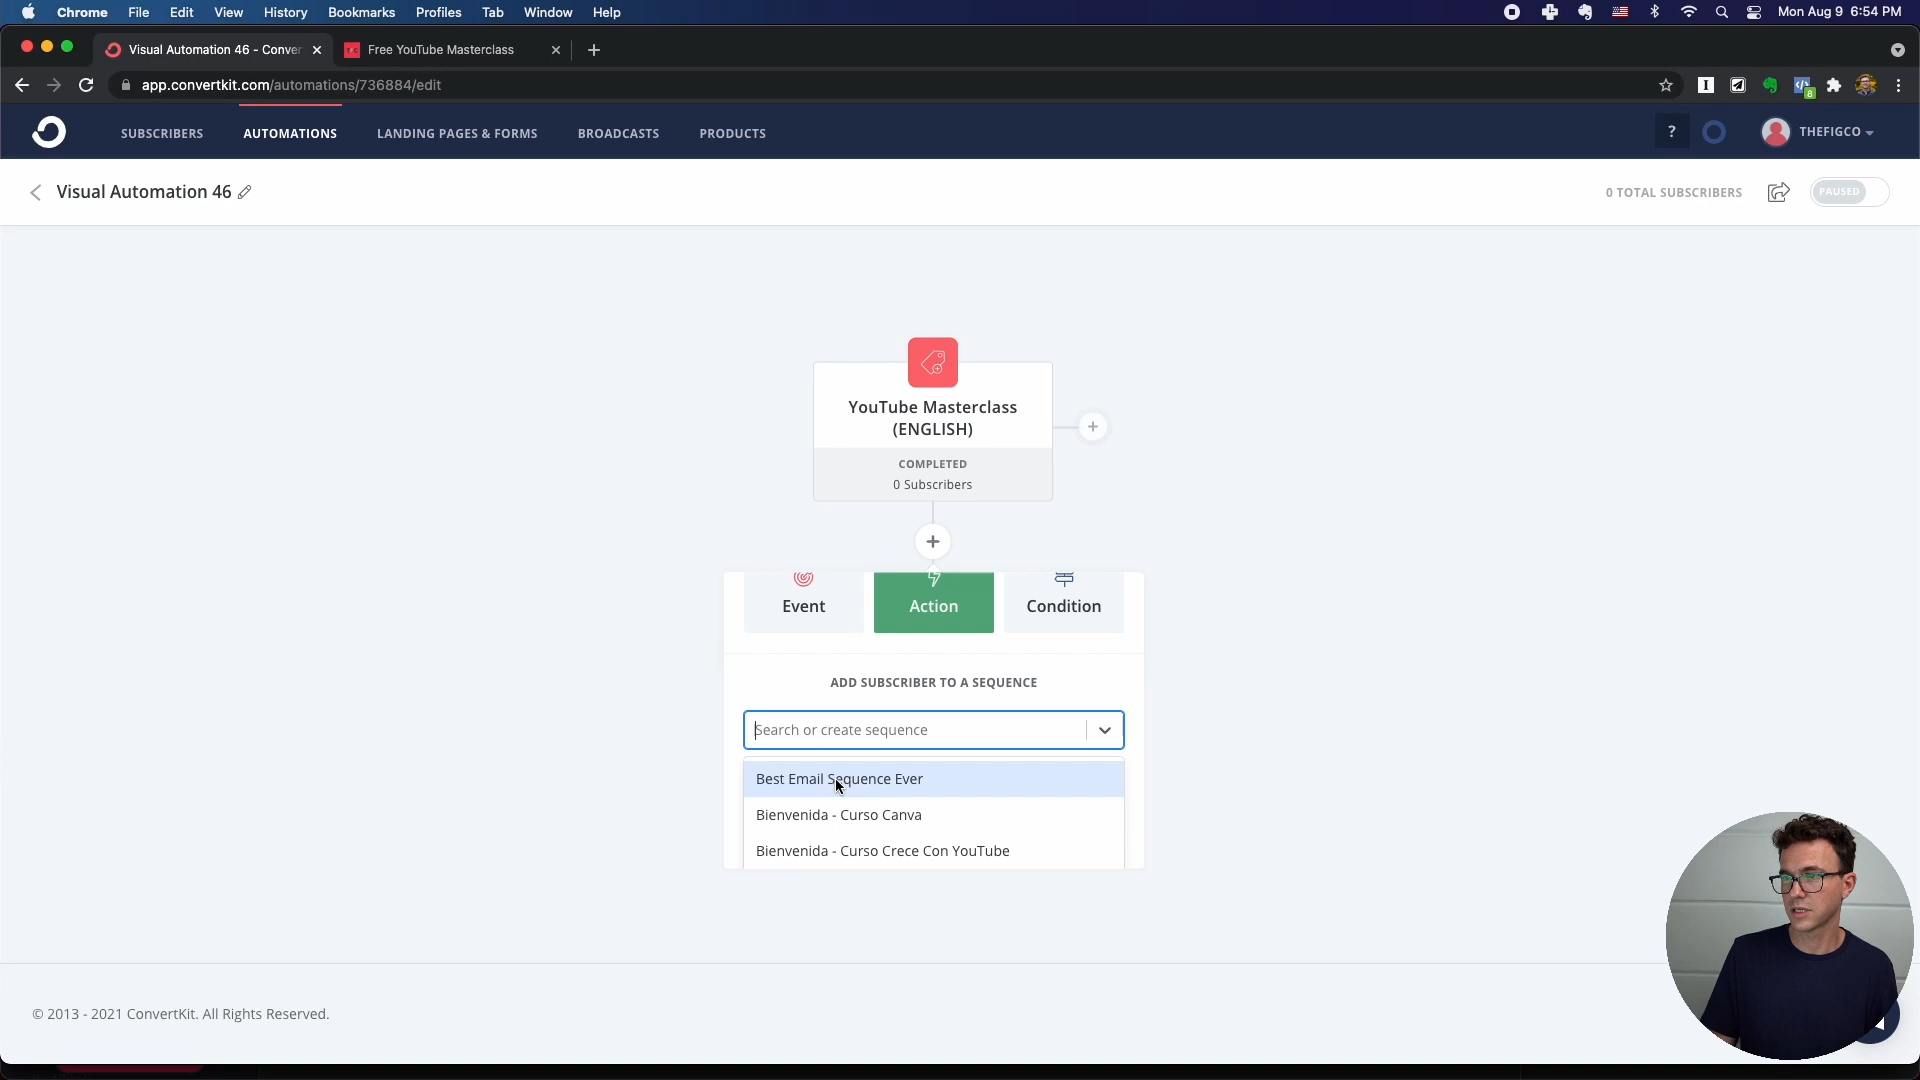 Chrome File Edit View History Bookmarks Profiles Tab Window Help
Mon Aug 9 6:54 PM
Visual Automation 46 - Conver
Free YouTube Masterclass
app.convertkit.com/automations/736884/edit
8
SUBSCRIBERS
AUTOMATIONS
LANDING PAGES & FORMS
BROADCASTS
PRODUCTS
?
THEFIGCO
Visual Automation 46
0 TOTAL SUBSCRIBERS
PAUSED
YouTube Masterclass
(ENGLISH)
COMPLETED
0 Subscribers
Event
Action
Condition
ADD SUBSCRIBER TO A SEQUENCE
Search or create sequence
Best Email Sequence Ever
Bienvenida - Curso Canva
Bienvenida - Curso Crece Con YouTube
© 2013 - 2021 ConvertKit. All Rights Reserved.